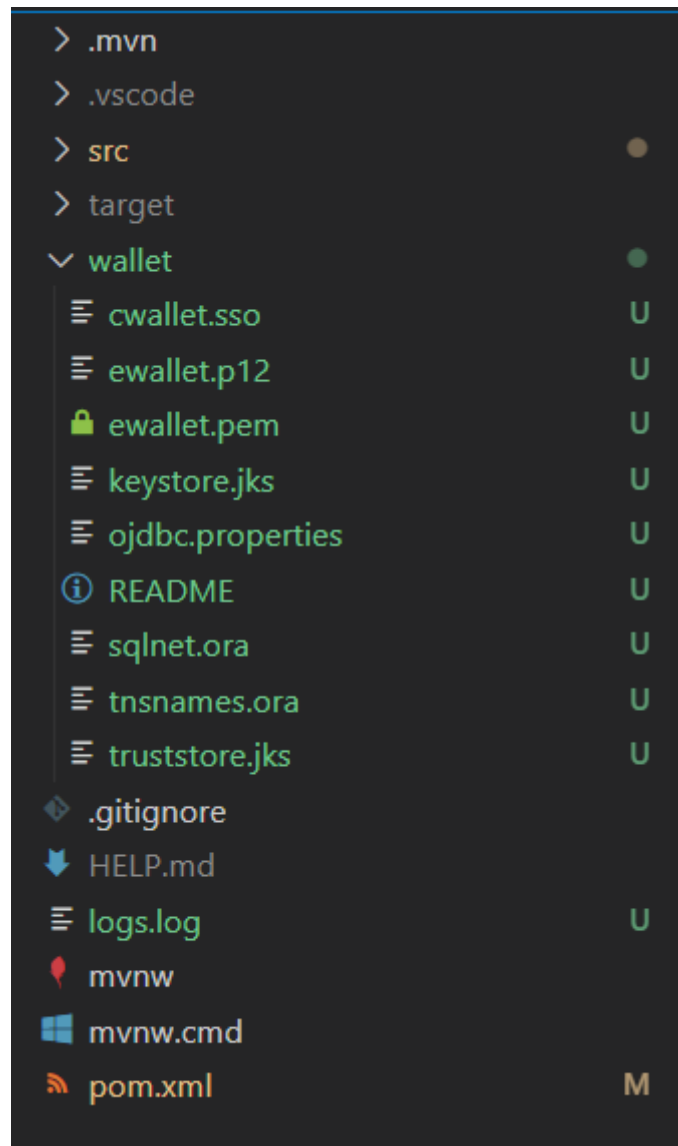 .mvn
.vscode
src
target
wallet
cwallet.sso U
ewallet.p12 U
ewallet.pem U
keystore.jks U
ojdbc.properties U
README U
sqlnet.ora U
tnsnames.ora U
truststore.jks U
.gitignore
HELP.md
logs.log U
mvnw
mvnw.cmd
pom.xml M